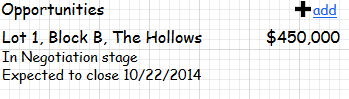 Opportunities add
Lot 1, Block B, The Hollows $450,000
In Negotiation stage
Expected to close 10/22/2014